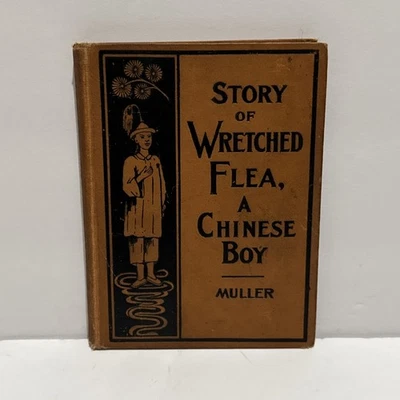 STORY
OF
WRETCHED
FLEA,
A
CHINESE
BOY
MULLER